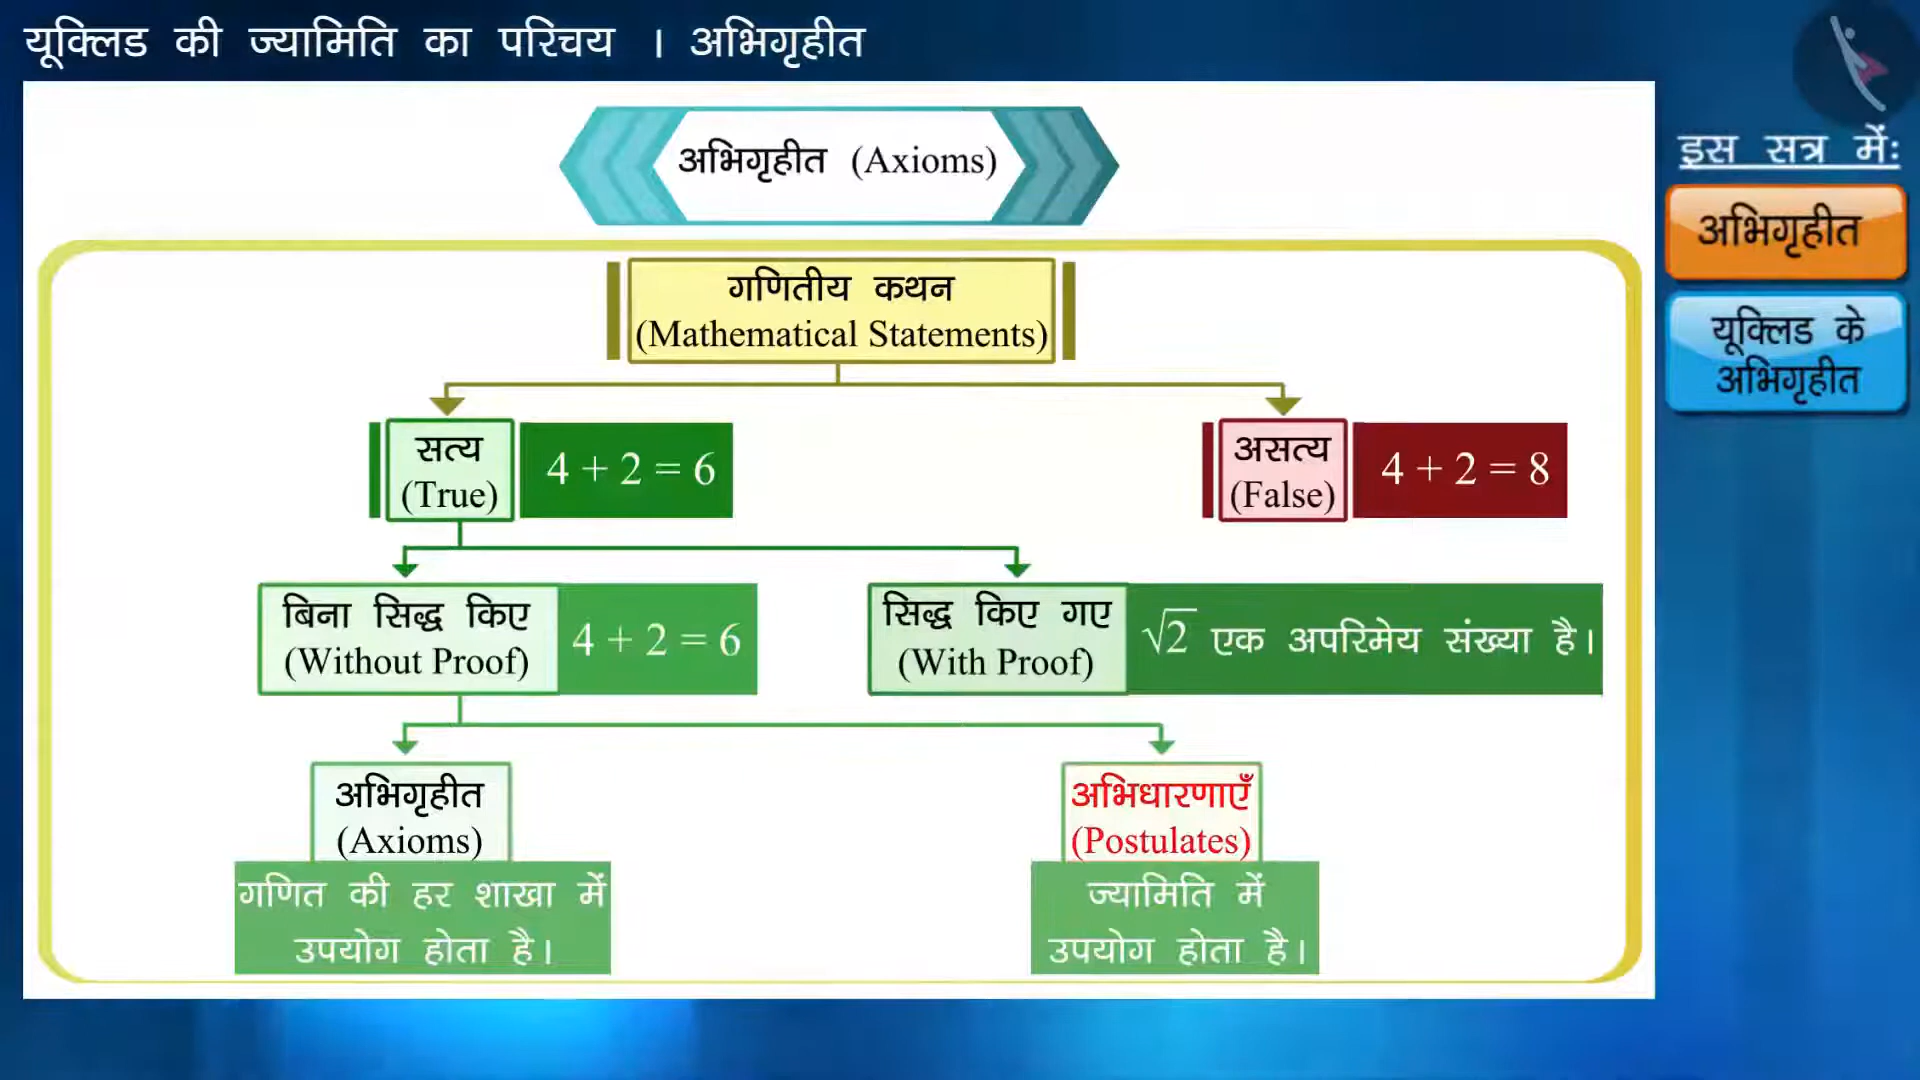 यूक्लिड की ज्यामिति का परिचय । अभिगृहीत
इस सत्र में:
अभिगृहीत
यूक्लिड के
अभिगृहीत
अभिगृहीत (Axioms)
गणितीय कथन
(Mathematical Statements)
सत्य
(True)
4 + 2 = 6
असत्य
(False)
4 + 2 = 8
बिना सिद्ध किए
(Without Proof)
4 + 2 = 6
सिद्ध किए गए
(With Proof)
√2 एक अपरिमेय संख्या है।
अभिगृहीत
(Axioms)
गणित की हर शाखा में
उपयोग होता है।
अभिधारणाएँ
(Postulates)
ज्यामिति में
उपयोग होता है।